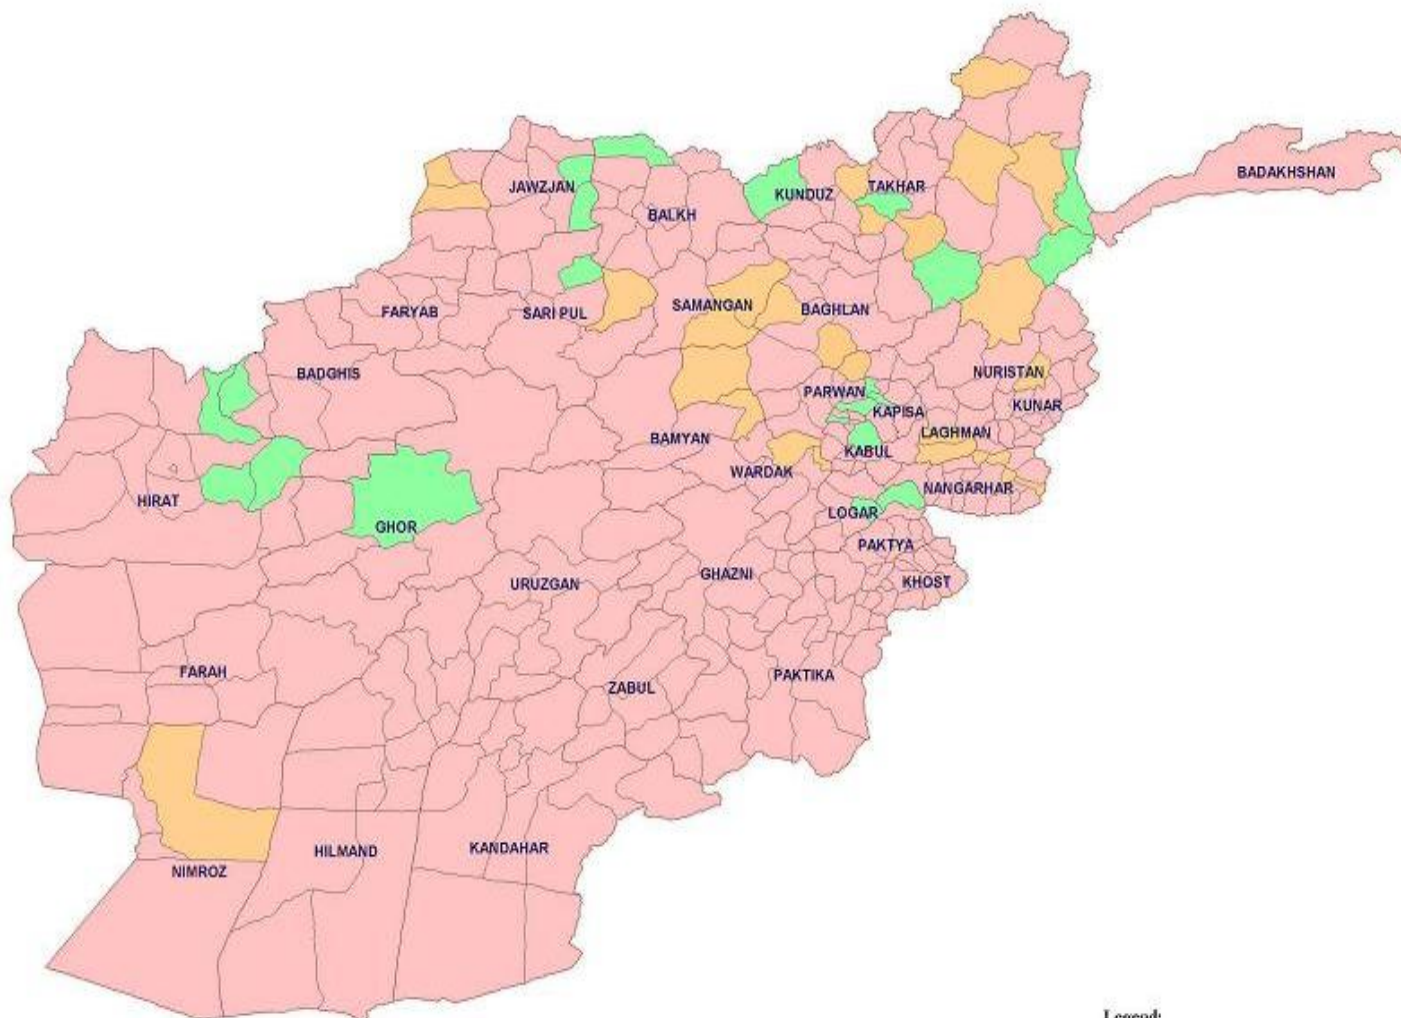 BADAKHSHAN
JAWZJAN
TAKHAR
KUNDUZ
BALKH
SAMANGAN
BAGHLAN
FARYAB
SARI PUL
BADGHIS
NURISTAN
PARWAN
KAPISA
KUNAR
LAGHMAN
BAMYAN
KABUL
WARDAK
NANGARHAR
HIRAT
LOGAR
GHOR
PAKTYA
GHAZNI
KHOST
URUZGAN
FARAH
PAKTIKA
ZABUL
KANDAHAR
HILMAND
NIMROZ
Legend: